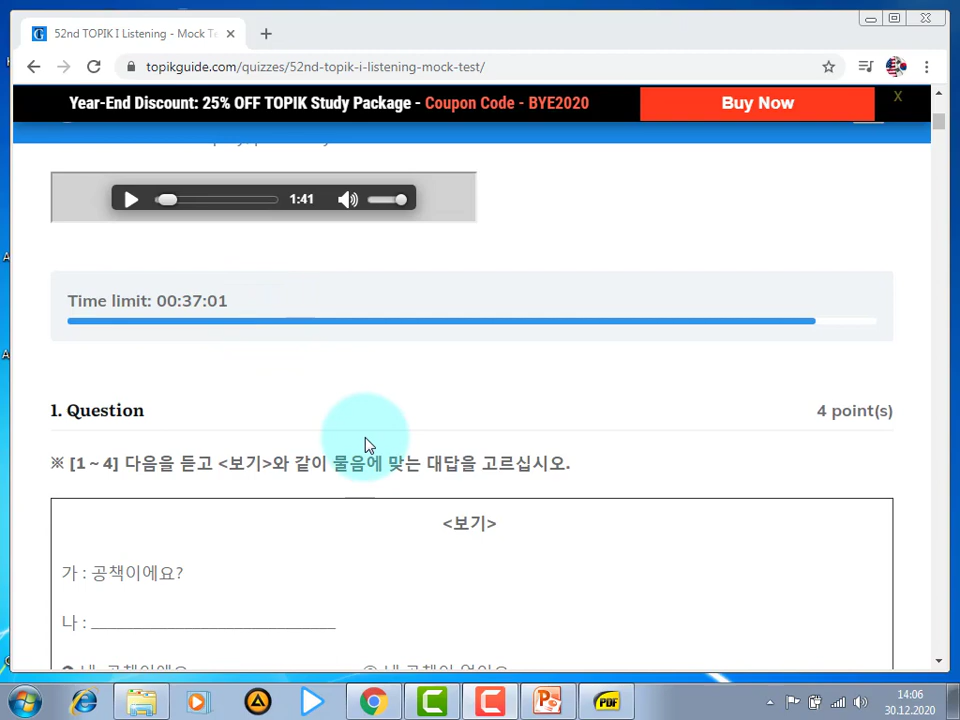 52nd TOPIK I Listening - Mock Te
topikguide.com/quizzes/52nd-topik-i-listening-mock-test/
Year-End Discount: 25% OFF TOPIK Study Package - Coupon Code - BYE2020
Buy Now
X
1:41
Time limit: 00:37:01
1. Question
4 point(s)
※ [1 ~ 4] 다음을 듣고 <보기>와 같이 물음에 맞는 대답을 고르십시오.
<보기>
가 : 공책이에요?
나 : ____________________________
PDF
14:06
30.12.2020